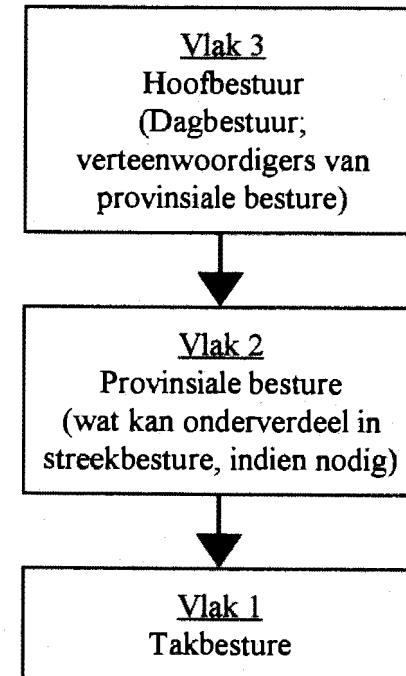 Vlak 3
Hoofbestuur
(Dagbestuur;
verteenwoordigers van
provinsiale besture)
Vlak 2
Provinsiale besture
(wat kan onderverdeel in
streekbesture, indien nodig)
Vlak 1
Takbesture